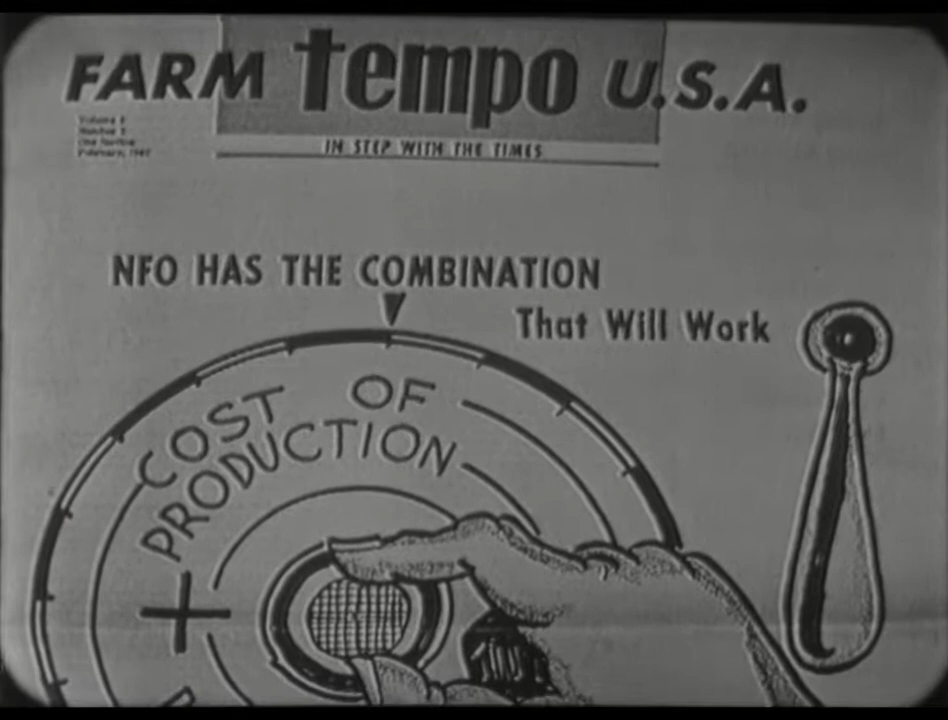 FARM tempo U.S.A.
IN STEP WITH THE TIMES
NFO HAS THE COMBINATION
That Will Work
COST OF
PRODUCTION
+